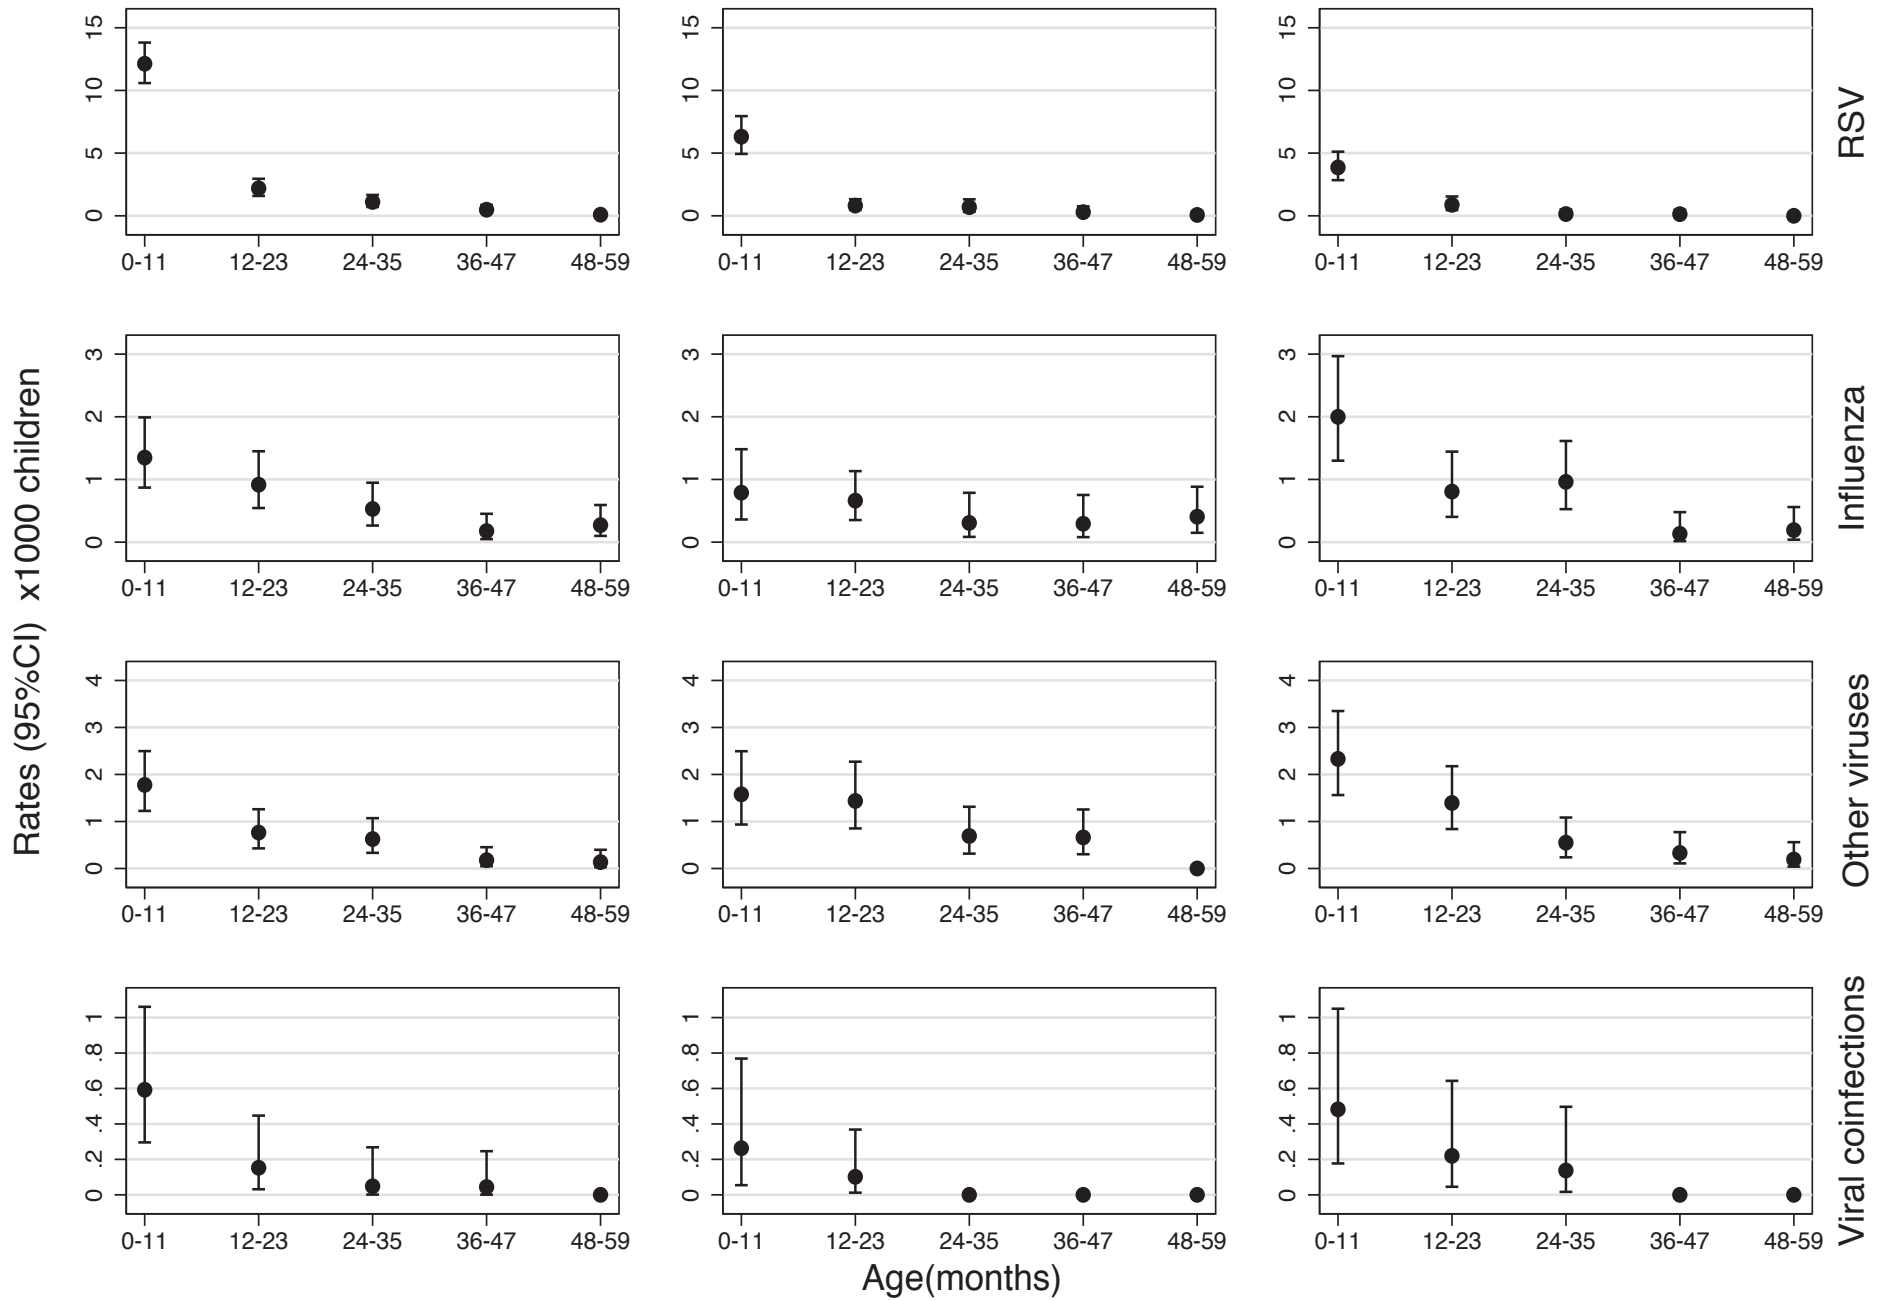 Rates (95%CI) x1000 children
15 10 5 0
0-11 12-23 24-35 36-47 48-59
15 10 5 0
0-11 12-23 24-35 36-47 48-59
15 10 5 0
0-11 12-23 24-35 36-47 48-59
RSV
3 2 1 0
0-11 12-23 24-35 36-47 48-59
3 2 1 0
0-11 12-23 24-35 36-47 48-59
3 2 1 0
0-11 12-23 24-35 36-47 48-59
Influenza
4 3 2 1 0
0-11 12-23 24-35 36-47 48-59
4 3 2 1 0
0-11 12-23 24-35 36-47 48-59
4 3 2 1 0
0-11 12-23 24-35 36-47 48-59
Other viruses
1 .8 .6 .4 .2 0
0-11 12-23 24-35 36-47 48-59
1 .8 .6 .4 .2 0
0-11 12-23 24-35 36-47 48-59
1 .8 .6 .4 .2 0
0-11 12-23 24-35 36-47 48-59
Viral coinfections
Age(months)